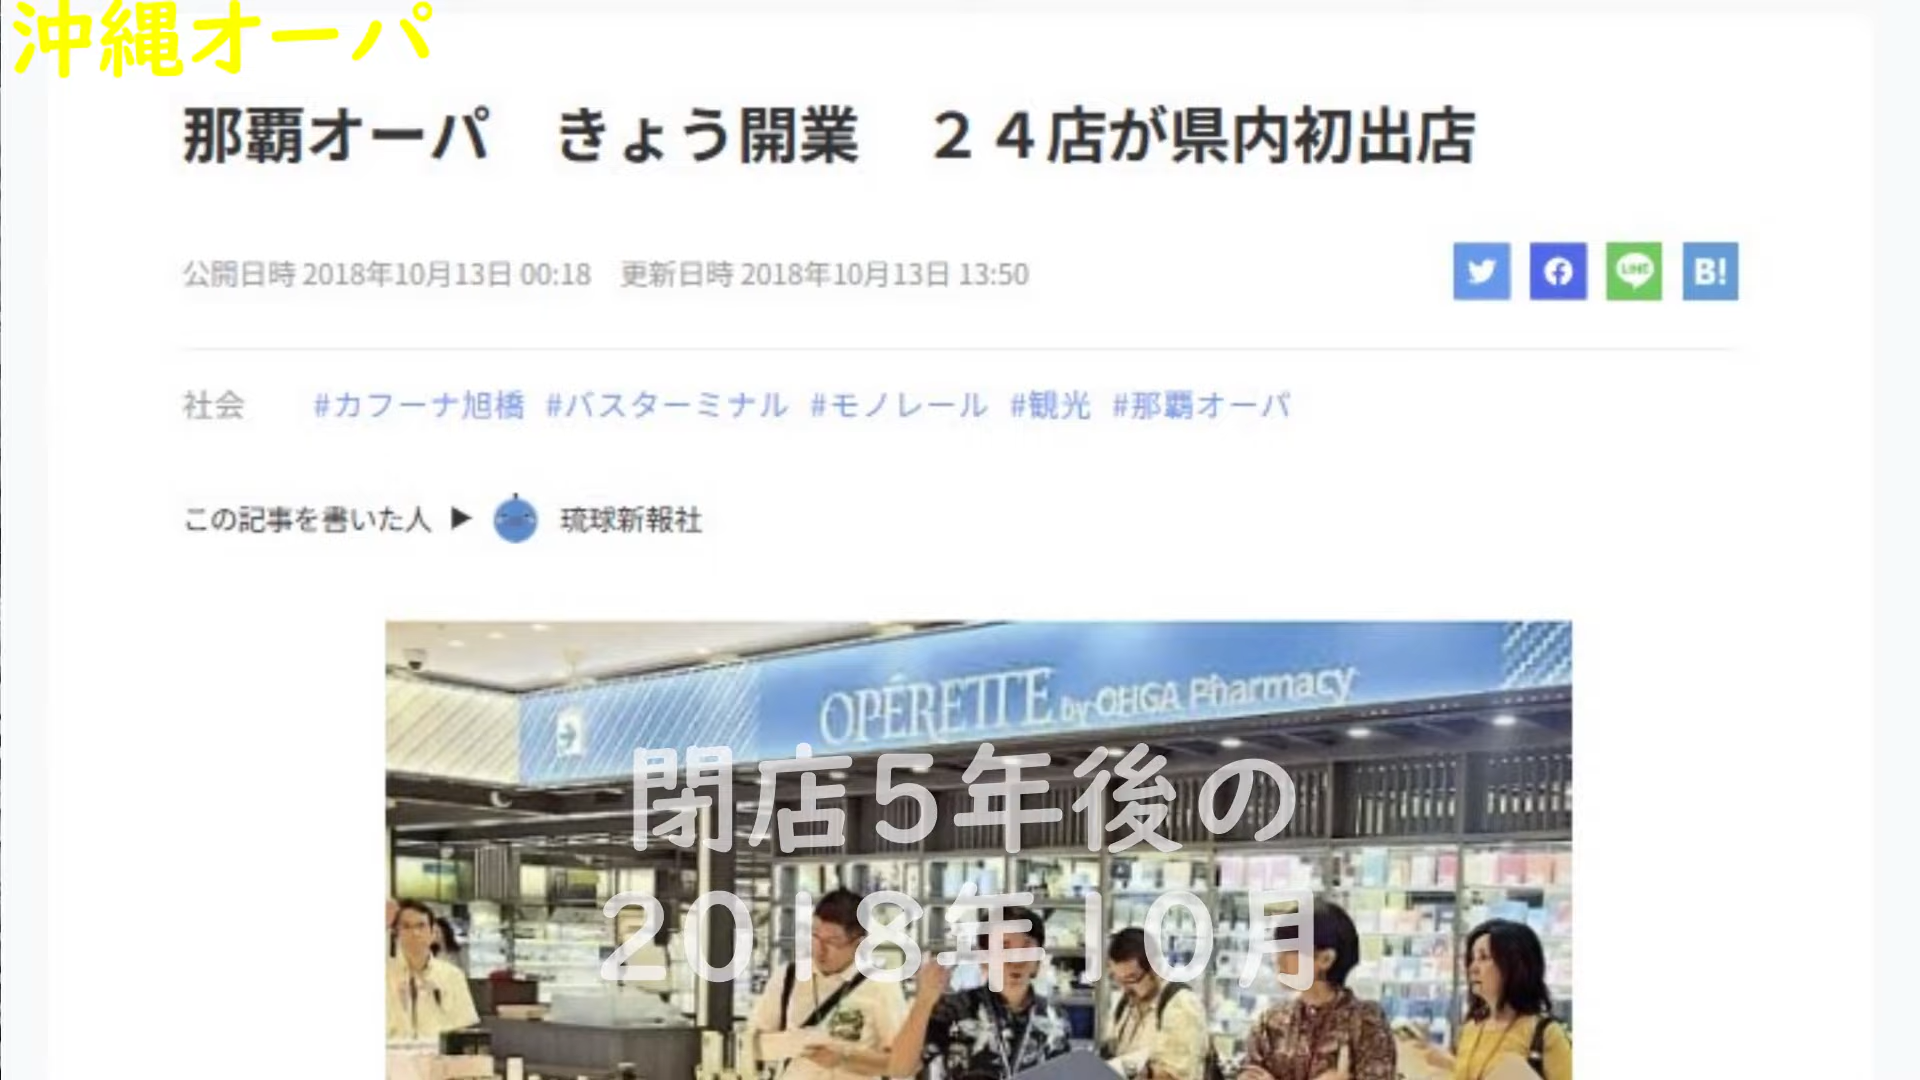 沖縄オーパ
那覇オーパ　きょう開業　２４店が県内初出店
公開日時 2018年10月13日 00:18　更新日時 2018年10月13日 13:50
LINE
B!
社会　#カフーナ旭橋 #バスターミナル #モノレール #観光 #那覇オーパ
この記事を書いた人 ▶ 琉球新報社
OPÉRETTE by OHGA Pharmacy
閉店5年後の
2018年10月